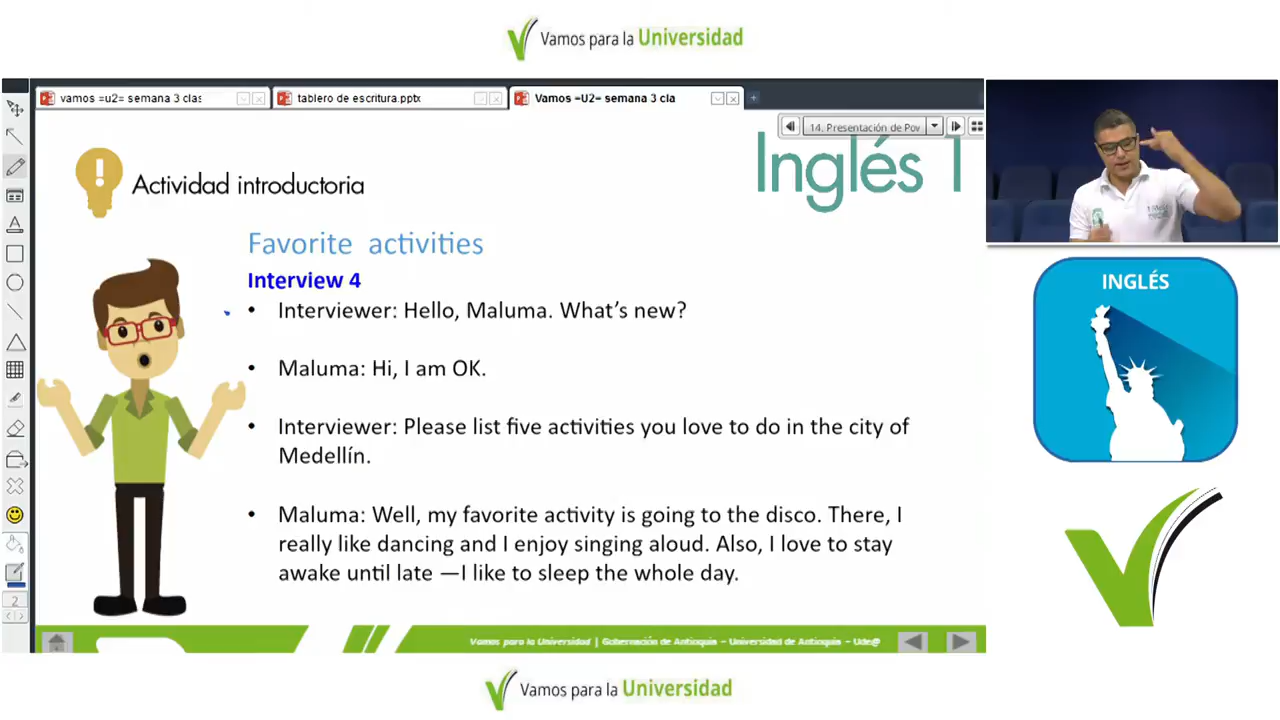 Vamos para la Universidad
vamos =u2= semana 3 clas
tablero de escritura.pptx
Vamos =U2= semana 3 cla
14. Presentación de Pov
Inglés 1
Actividad introductoria
Favorite activities
Interview 4
• Interviewer: Hello, Maluma. What's new?
• Maluma: Hi, I am OK.
• Interviewer: Please list five activities you love to do in the city of
Medellín.
• Maluma: Well, my favorite activity is going to the disco. There, I
really like dancing and I enjoy singing aloud. Also, I love to stay
awake until late —I like to sleep the whole day.
2
Vamos para la Universidad | Gobernación de Antioquia – Universidad de Antioquia – Ude@
INGLÉS
Vamos para la Universidad